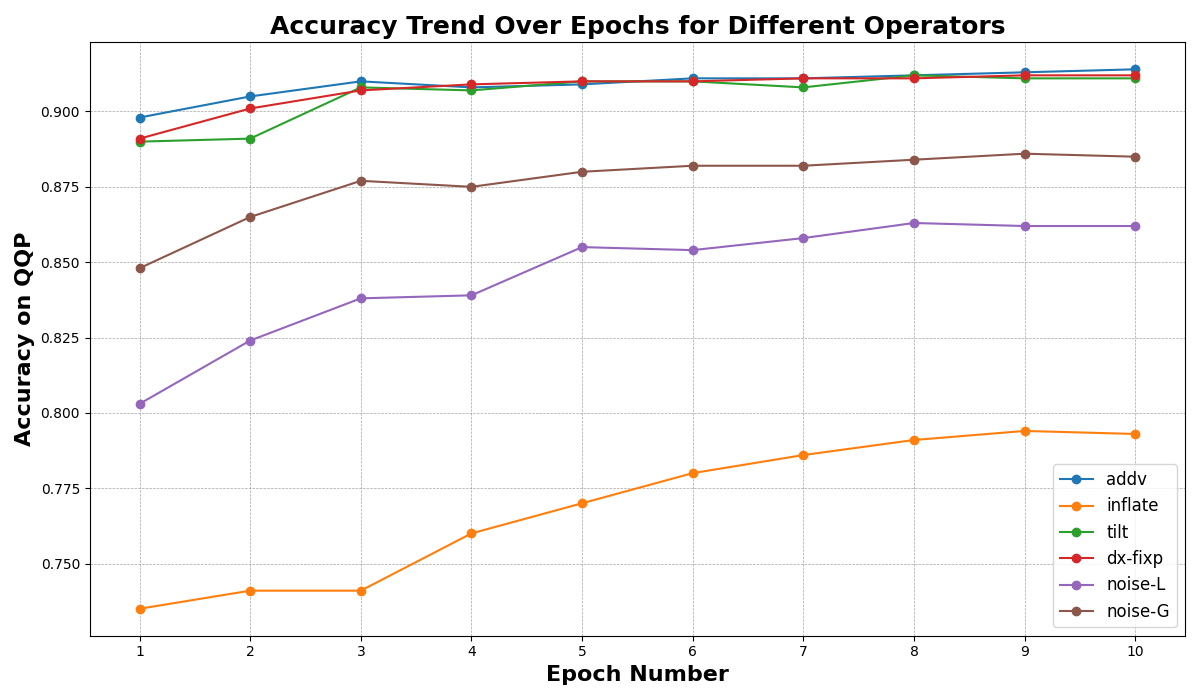 Accuracy Trend Over Epochs for Different Operators
Accuracy on QQP
0.900
0.875
0.850
0.825
0.800
0.775
0.750
1 2 3 4 5 6 7 8 9 10
Epoch Number
addv
inflate
tilt
dx-fixp
noise-L
noise-G